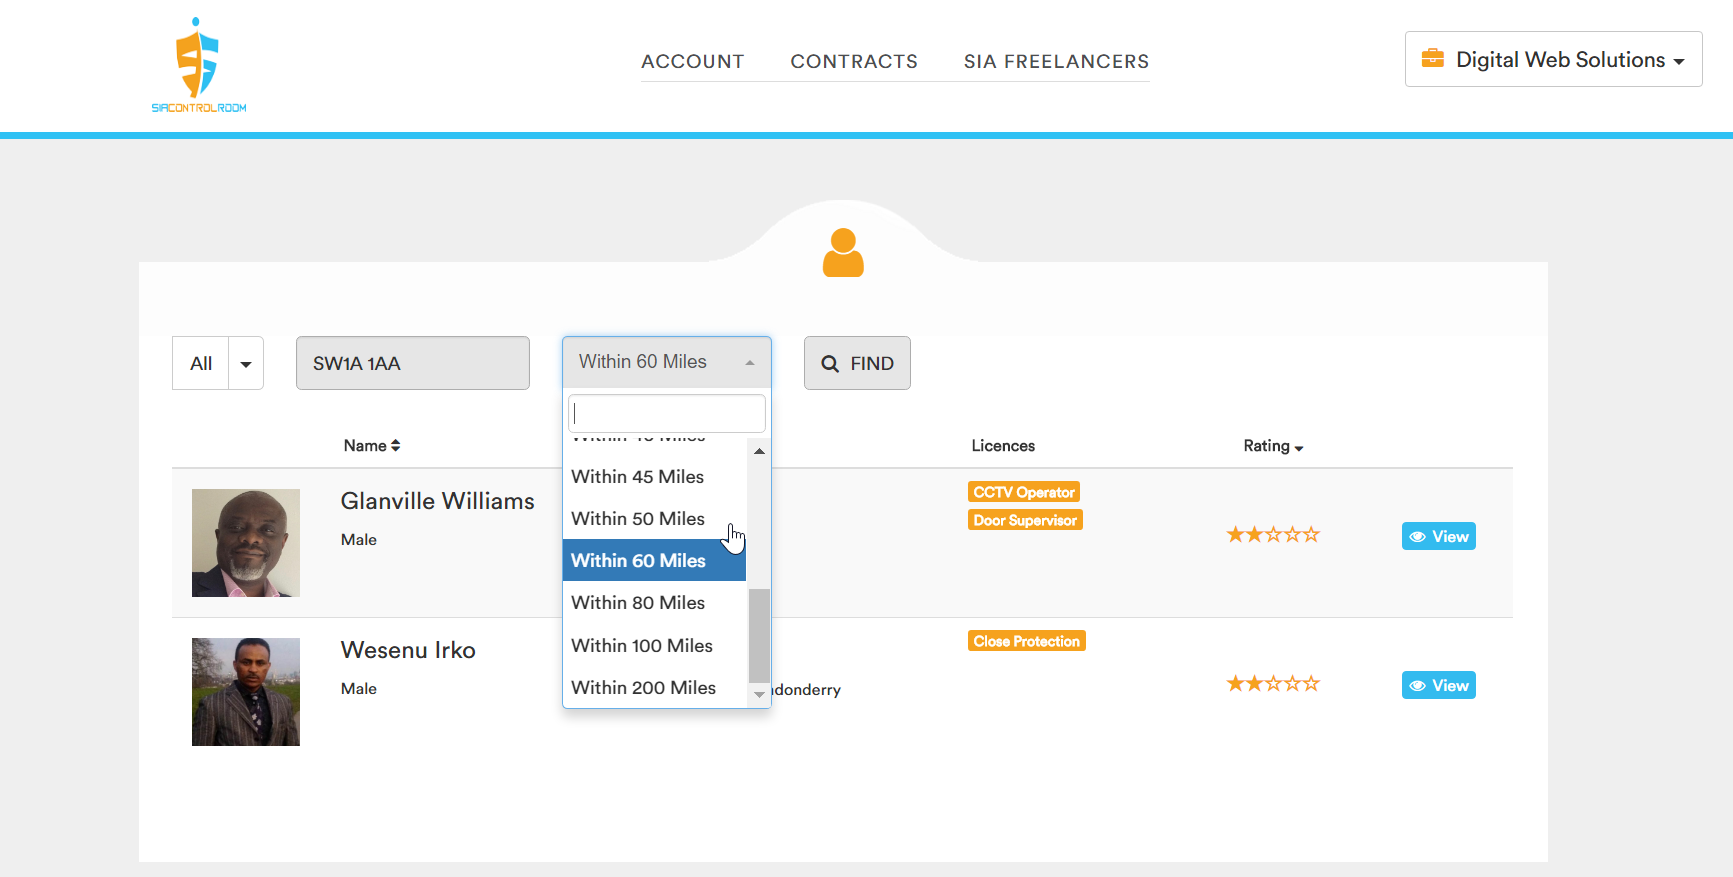 SIACONTROLROOM
ACCOUNT CONTRACTS SIA FREELANCERS
Digital Web Solutions
All SW1A 1AA Within 60 Miles FIND
Name Licences Rating
Within 45 Miles
Within 50 Miles
Within 60 Miles
Within 80 Miles
Within 100 Miles
Within 200 Miles
Glanville Williams
Male
CCTV Operator
Door Supervisor
View
Wesenu Irko
Male
donderry
Close Protection
View